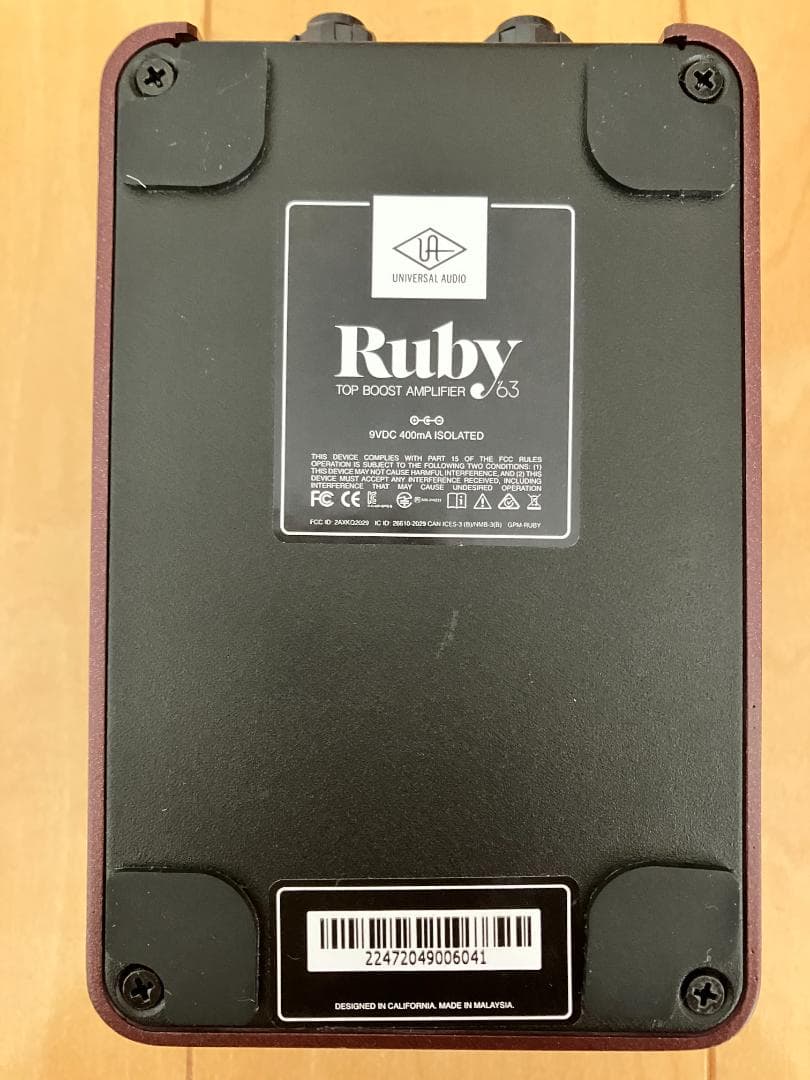 UA
UNIVERSAL AUDIO
Ruby
TOP BOOST AMPLIFIER '63
9VDC 400mA ISOLATED
THIS DEVICE COMPLIES WITH PART 15 OF THE FCC RULES
OPERATION IS SUBJECT TO THE FOLLOWING TWO CONDITIONS: (1)
THIS DEVICE MAY NOT CAUSE HARMFUL INTERFERENCE, AND (2) THIS
DEVICE MUST ACCEPT ANY INTERFERENCE RECEIVED, INCLUDING
INTERFERENCE THAT MAY CAUSE UNDESIRED OPERATION
FC CE
FCC ID: 2AXKQ2029 IC ID: 26610-2029 CAN ICES-3 (B)/NMB-3(B) GPM-RUBY
22472049006041
DESIGNED IN CALIFORNIA. MADE IN MALAYSIA.